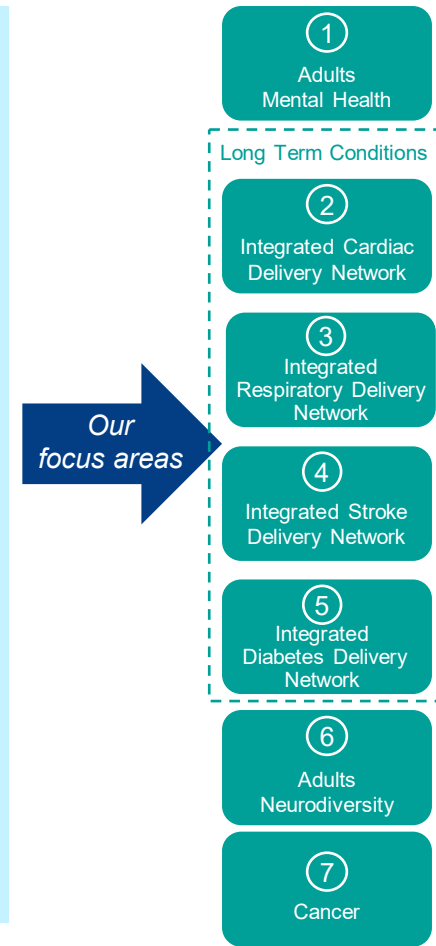 1
Adults
Mental Health
Long Term Conditions
2
Integrated Cardiac
Delivery Network
3
Integrated
Respiratory Delivery
Network
Our
focus areas
4
Integrated Stroke
Delivery Network
5
Integrated
Diabetes Delivery
Network
6
Adults
Neurodiversity
7
Cancer